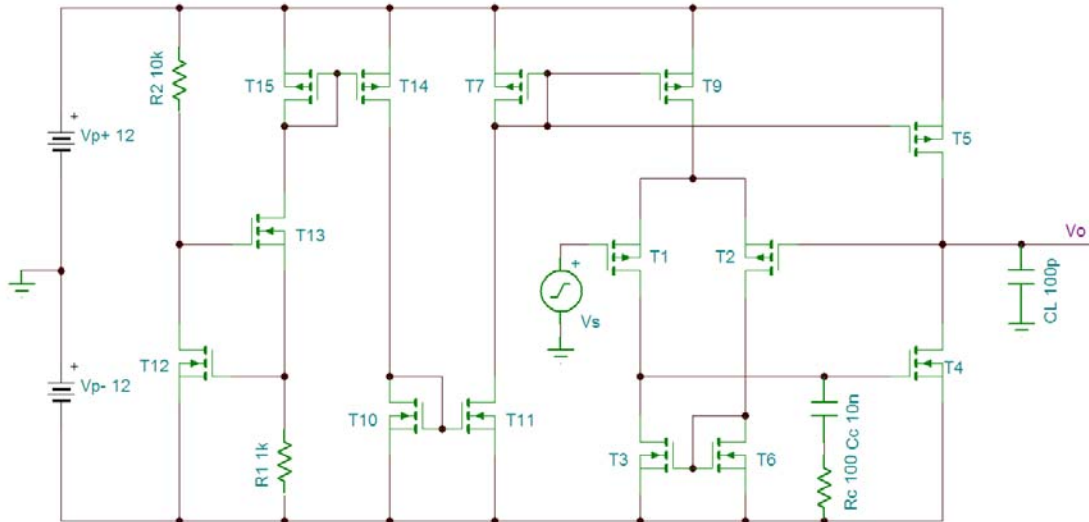 R2 10k
T15
T14
T7
T9
Vp+ 12
+
T5
T13
T1
T2
Vo
+
Vs
CL 100p
+
Vp- 12
T12
T4
T10
T11
R1 1k
T3
T6
Rc 100 Cc 10n